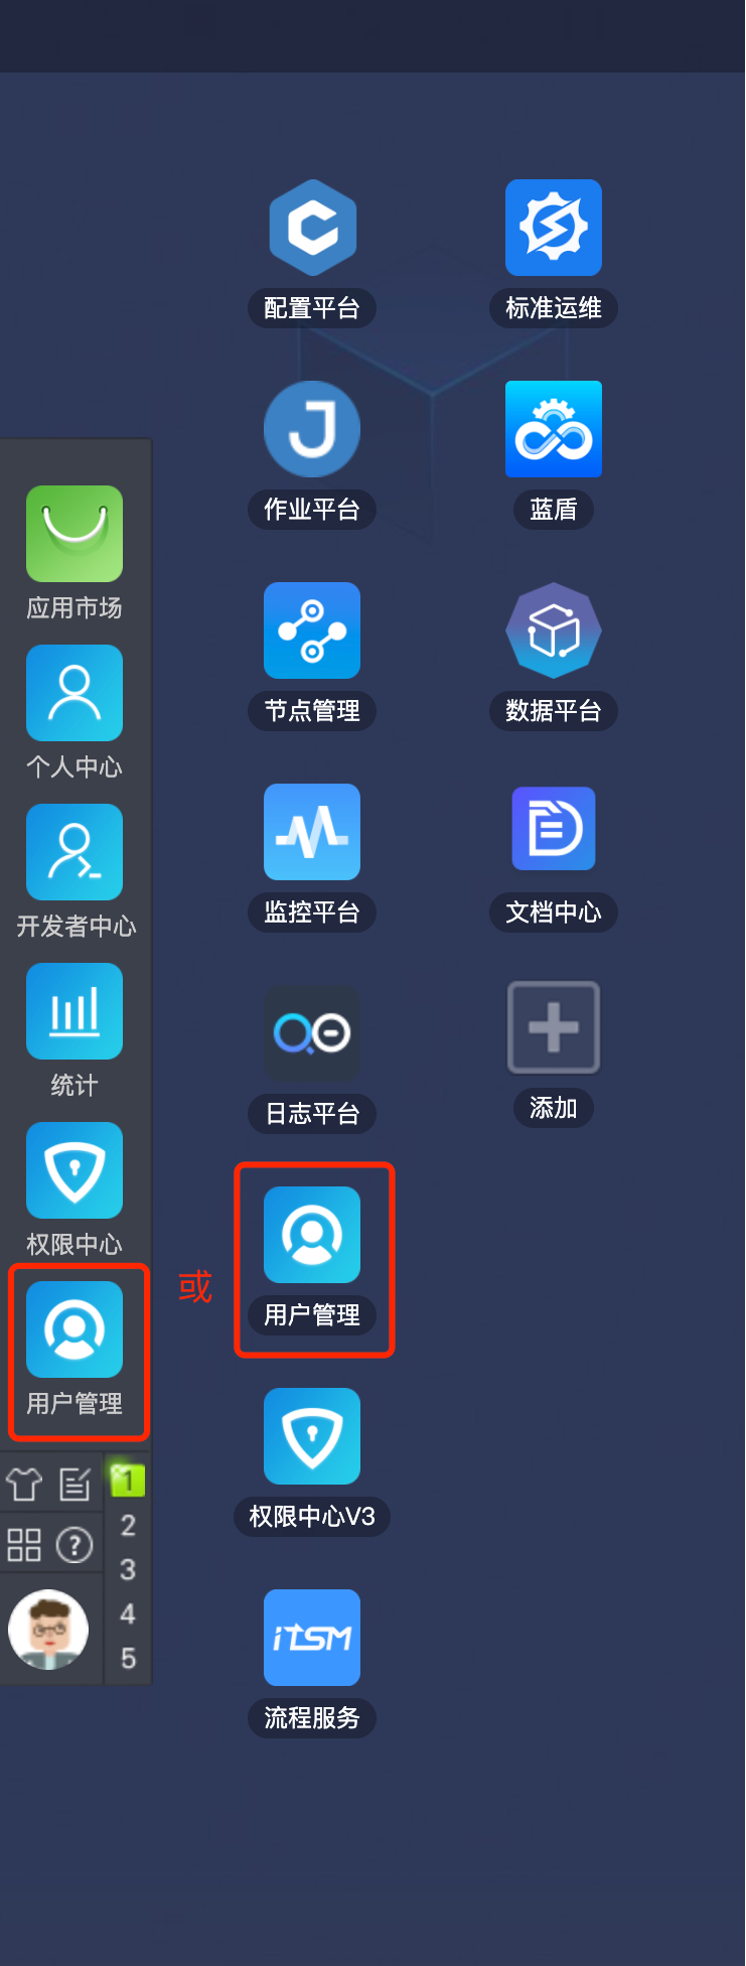 配置平台
标准运维
作业平台
蓝盾
节点管理
数据平台
监控平台
文档中心
日志平台
添加
用户管理
权限中心V3
iTSM
流程服务
或
应用市场
个人中心
开发者中心
统计
权限中心
用户管理
1
2
3
4
5